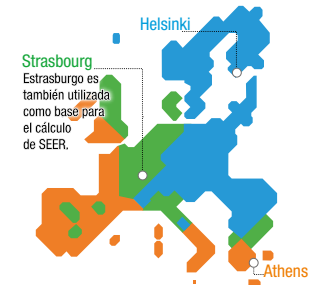 Helsinki
Strasbourg
Estrasburgo es
también utilizada
como base para
el cálculo
de SEER.
Athens